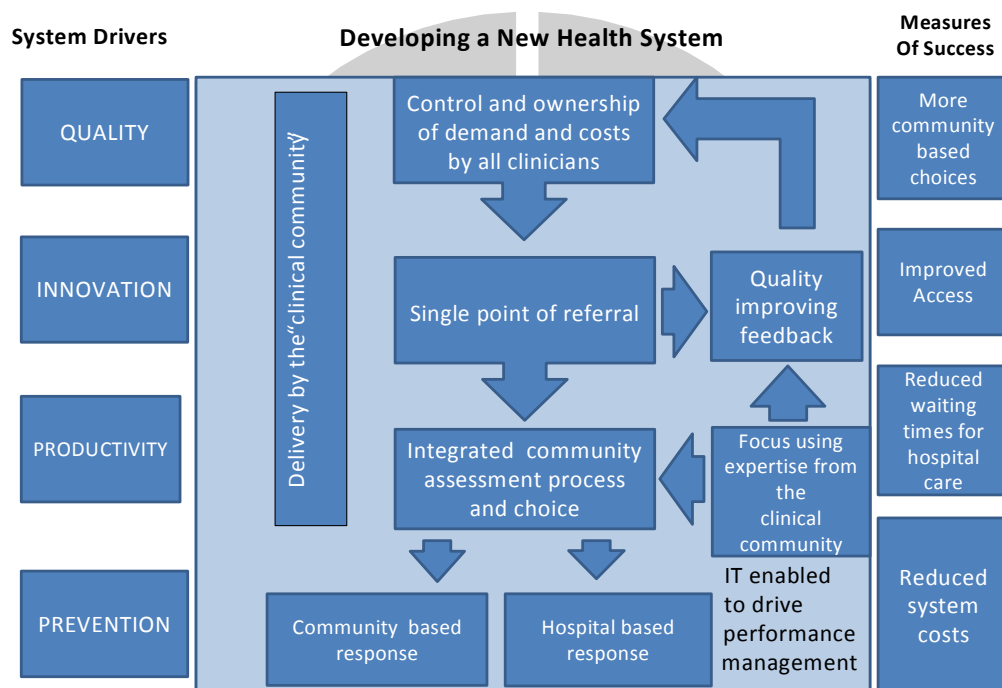 System Drivers
QUALITY
INNOVATION
PRODUCTIVITY
PREVENTION
Developing a New Health System
Delivery by the“clinical community”
Control and ownership
of demand and costs
by all clinicians
Single point of referral
Quality
improving
feedback
Integrated community
assessment process
and choice
Focus using
expertise from
the
clinical
community
IT enabled
to drive
performance
management
Community based
response
Hospital based
response
Measures
Of Success
More
community
based
choices
Improved
Access
Reduced
waiting
times for
hospital
care
Reduced
system
costs